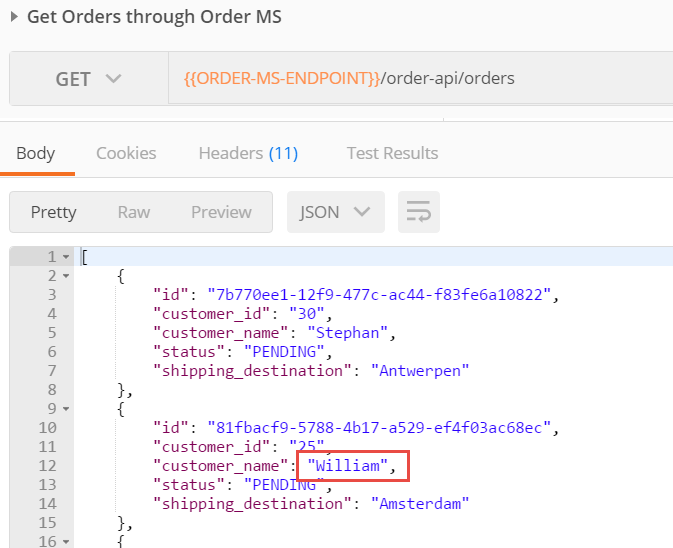 Get Orders through Order MS
GET {{ORDER-MS-ENDPOINT}}/order-api/orders
Body Cookies Headers (11) Test Results
Pretty Raw Preview JSON
1 [
2 {
3 "id": "7b770ee1-12f9-477c-ac44-f83fe6a10822",
4 "customer_id": "30",
5 "customer_name": "Stephan",
6 "status": "PENDING",
7 "shipping_destination": "Antwerpen"
8 },
9 {
10 "id": "81fbacf9-5788-4b17-a529-ef4f03ac68ec",
11 "customer_id": "25",
12 "customer_name": "William",
13 "status": "PENDING",
14 "shipping_destination": "Amsterdam"
15 },
16 {